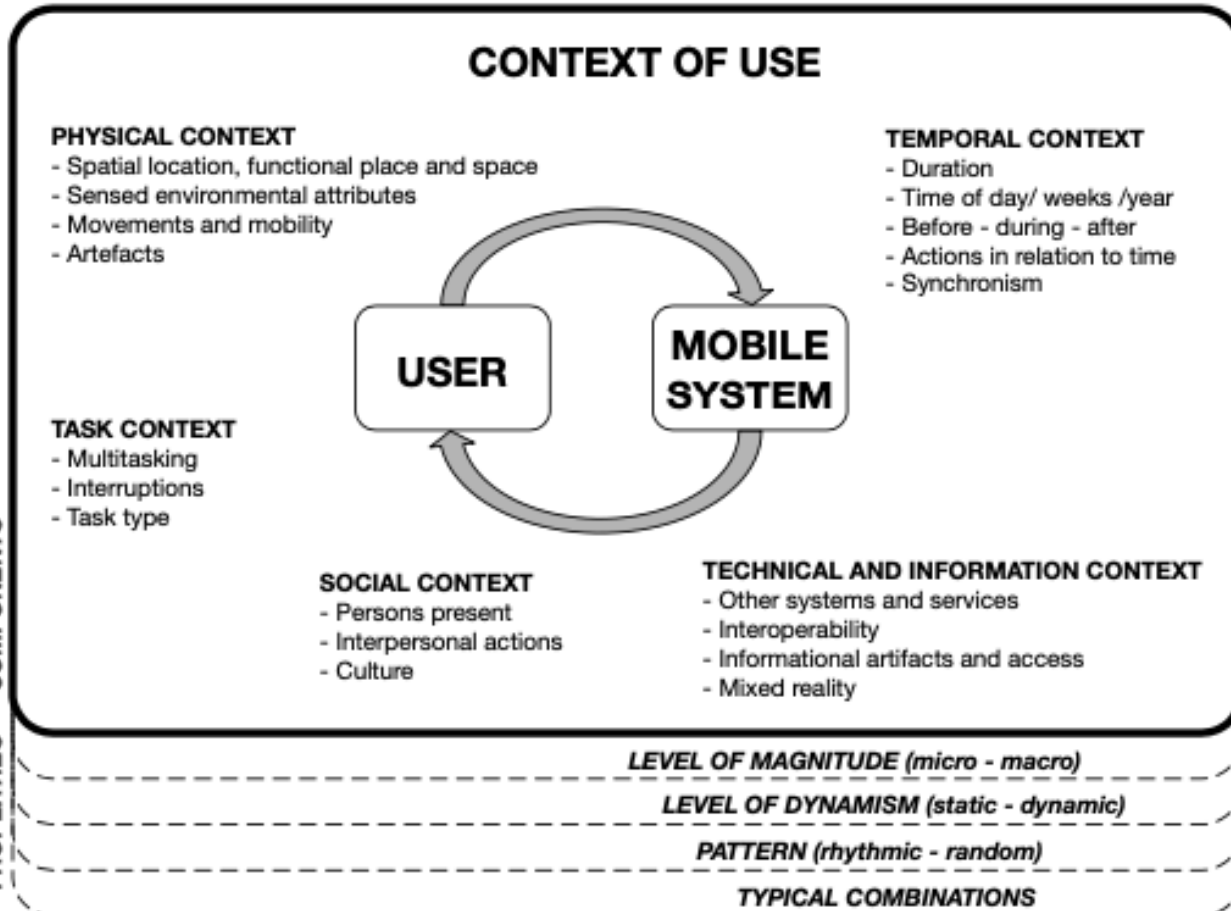 CONTEXT OF USE
PHYSICAL CONTEXT
- Spatial location, functional place and space
- Sensed environmental attributes
- Movements and mobility
- Artefacts
TEMPORAL CONTEXT
- Duration
- Time of day/ weeks /year
- Before - during - after
- Actions in relation to time
- Synchronism
USER
MOBILE
SYSTEM
TASK CONTEXT
- Multitasking
- Interruptions
- Task type
SOCIAL CONTEXT
- Persons present
- Interpersonal actions
- Culture
TECHNICAL AND INFORMATION CONTEXT
- Other systems and services
- Interoperability
- Informational artifacts and access
- Mixed reality
LEVEL OF MAGNITUDE (micro - macro)
LEVEL OF DYNAMISM (static - dynamic)
PATTERN (rhythmic - random)
TYPICAL COMBINATIONS